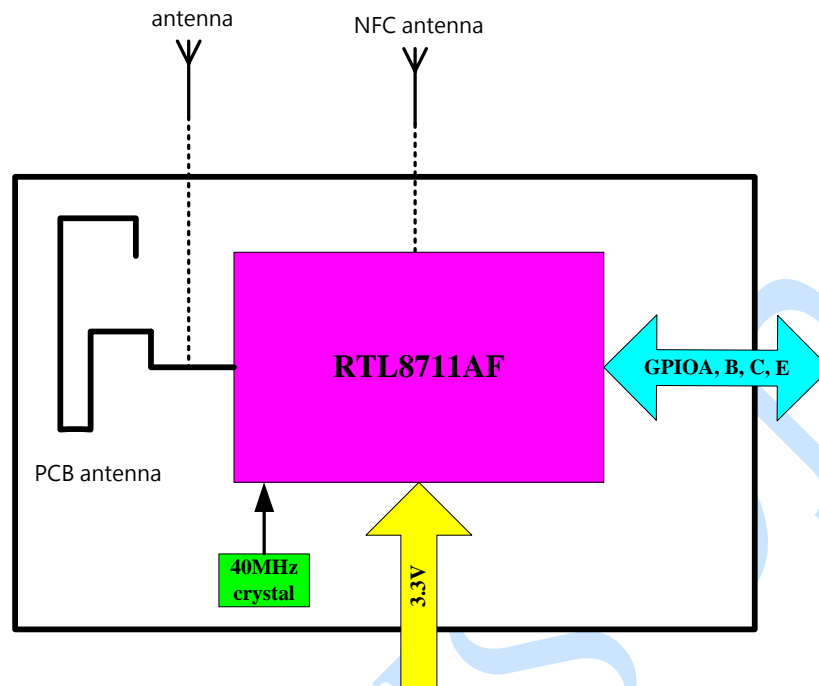 antenna
NFC antenna
RTL8711AF
GPIOA, B, C, E
PCB antenna
40MHz
crystal
3.3V